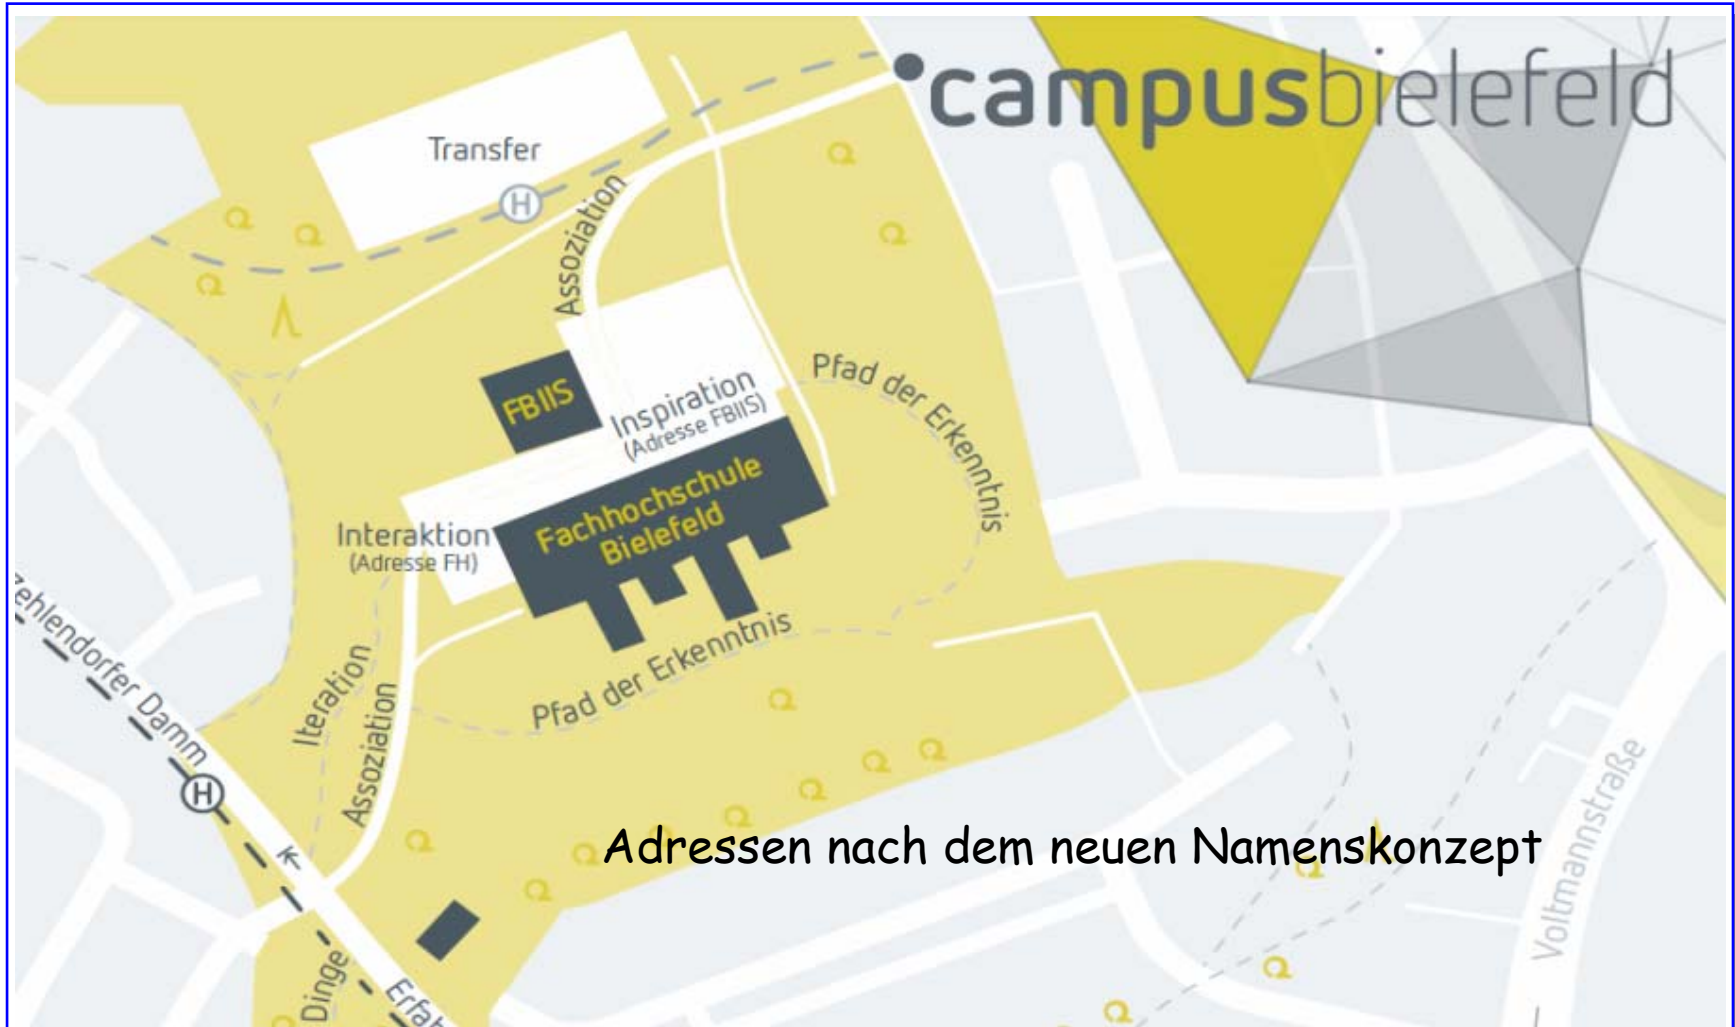 campusbielefeld
Transfer
H
Assoziation
FBIIS
Inspiration
(Adresse FBIIS)
Pfad der Erkenntnis
Fachhochschule
Bielefeld
Interaktion
(Adresse FH)
Pfad der Erkenntnis
Iteration
Assoziation
Zehlendorfer Damm
H
Adressen nach dem neuen Namenskonzept
Voltmannstraße
Dinge